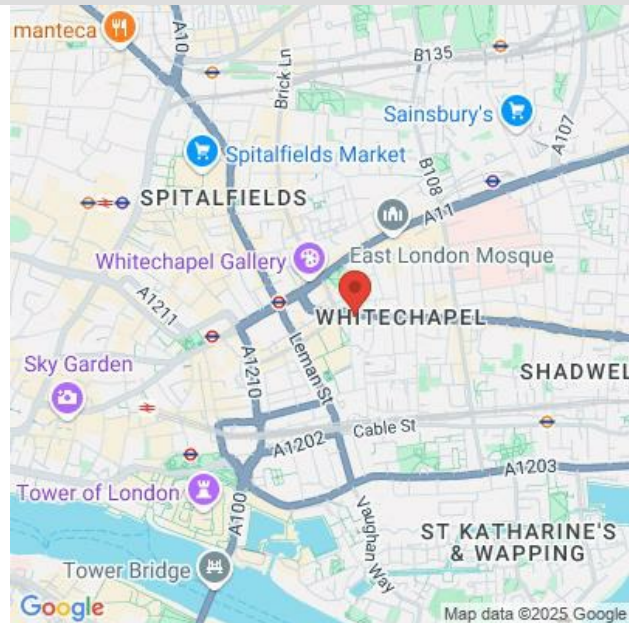 manteca
A10
B135
Brick Ln
Sainsbury's
A107
Spitalfields Market
B108
SPITALFIELDS
A11
Whitechapel Gallery
East London Mosque
A1211
WHITECHAPEL
Sky Garden
A1210
Leman St
SHADWEL
Cable St
A1202
A1203
Tower of London
A100
Vaughan Way
ST KATHARINE'S
& WAPPING
Tower Bridge
Google
Map data ©2025 Google